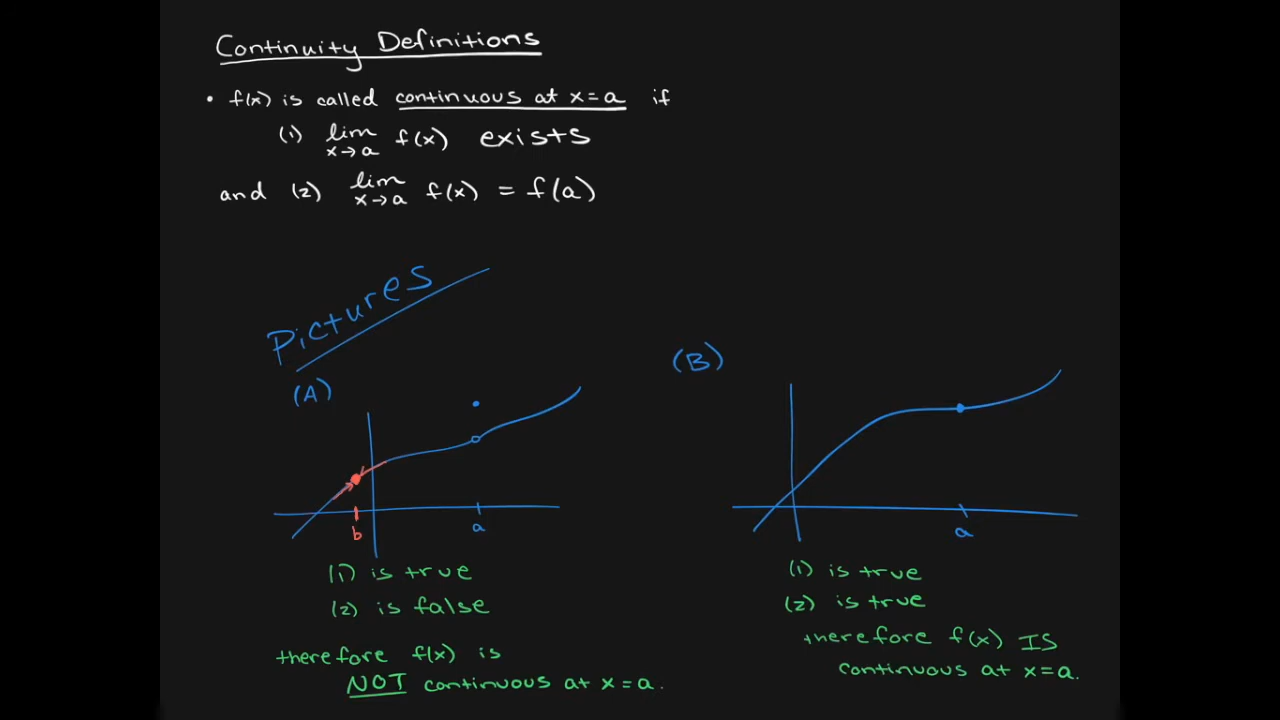 Continuity Definitions
• f(x) is called continuous at x=a if
(1) lim x→a f(x) exists
and (2) lim x→a f(x) = f(a)
Pictures
(A)
b
a
(1) is true
(2) is false
therefore f(x) is
NOT continuous at x=a.
(B)
a
(1) is true
(2) is true
therefore f(x) IS
continuous at x=a.